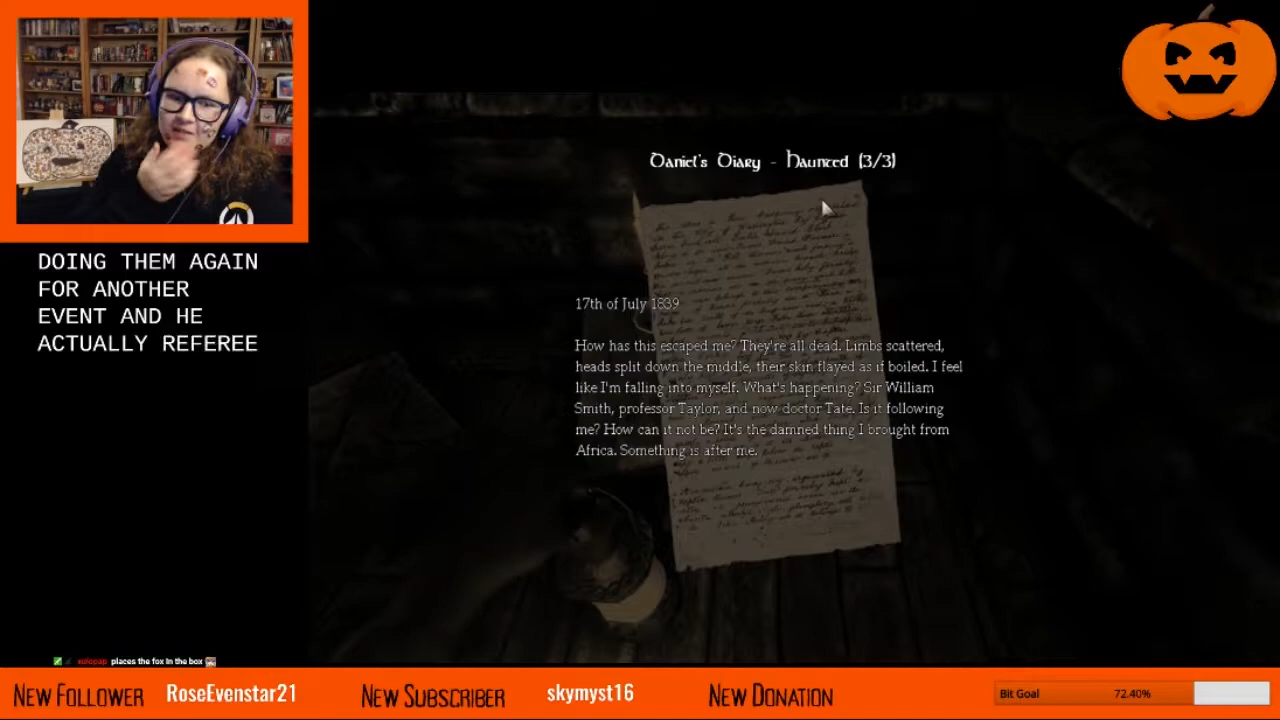 Daniel's Diary - Haunted (3/3)
17th of July 1839
How has this escaped me? They're all dead. Limbs scattered,
heads split down the middle, their skin flayed as if boiled. I feel
like I'm falling into myself. What's happening? Sir William
Smith, professor Taylor, and now doctor Tate. Is it following
me? How can it not be? It's the damned thing I brought from
Africa. Something is after me.
DOING THEM AGAIN
FOR ANOTHER
EVENT AND HE
ACTUALLY REFEREE
places the fox in the box
NEW FOLLOWER RoseEvenstar21 NEW SUBSCRIBER skymyst16 NEW DONATION Bit Goal 72.40%